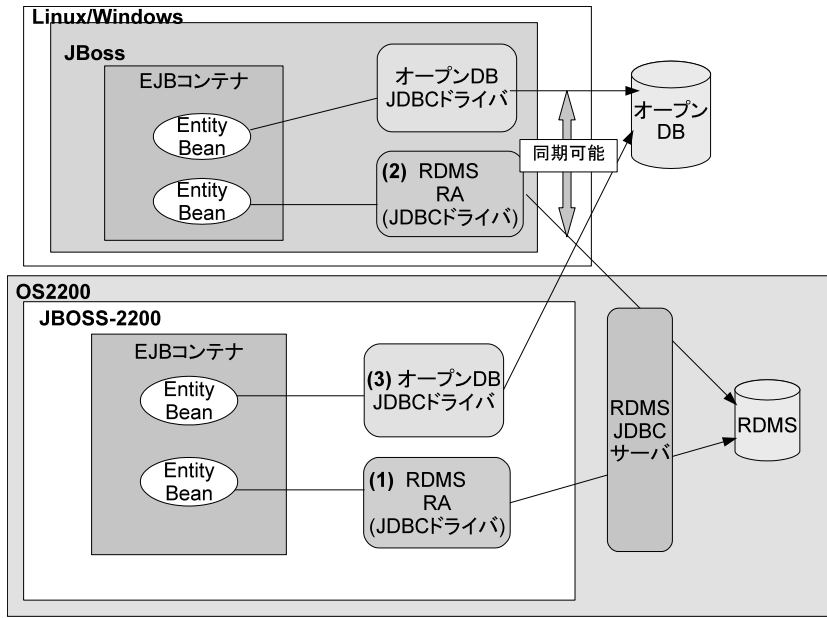 Linux/Windows
JBoss
EJBコンテナ
Entity
Bean
Entity
Bean
オープンDB
JDBCドライバ
(2) RDMS
RA
(JDBCドライバ)
同期可能
オープン
DB
OS2200
JBOSS-2200
EJBコンテナ
Entity
Bean
Entity
Bean
(3) オープンDB
JDBCドライバ
(1) RDMS
RA
(JDBCドライバ)
RDMS
JDBC
サーバ
RDMS